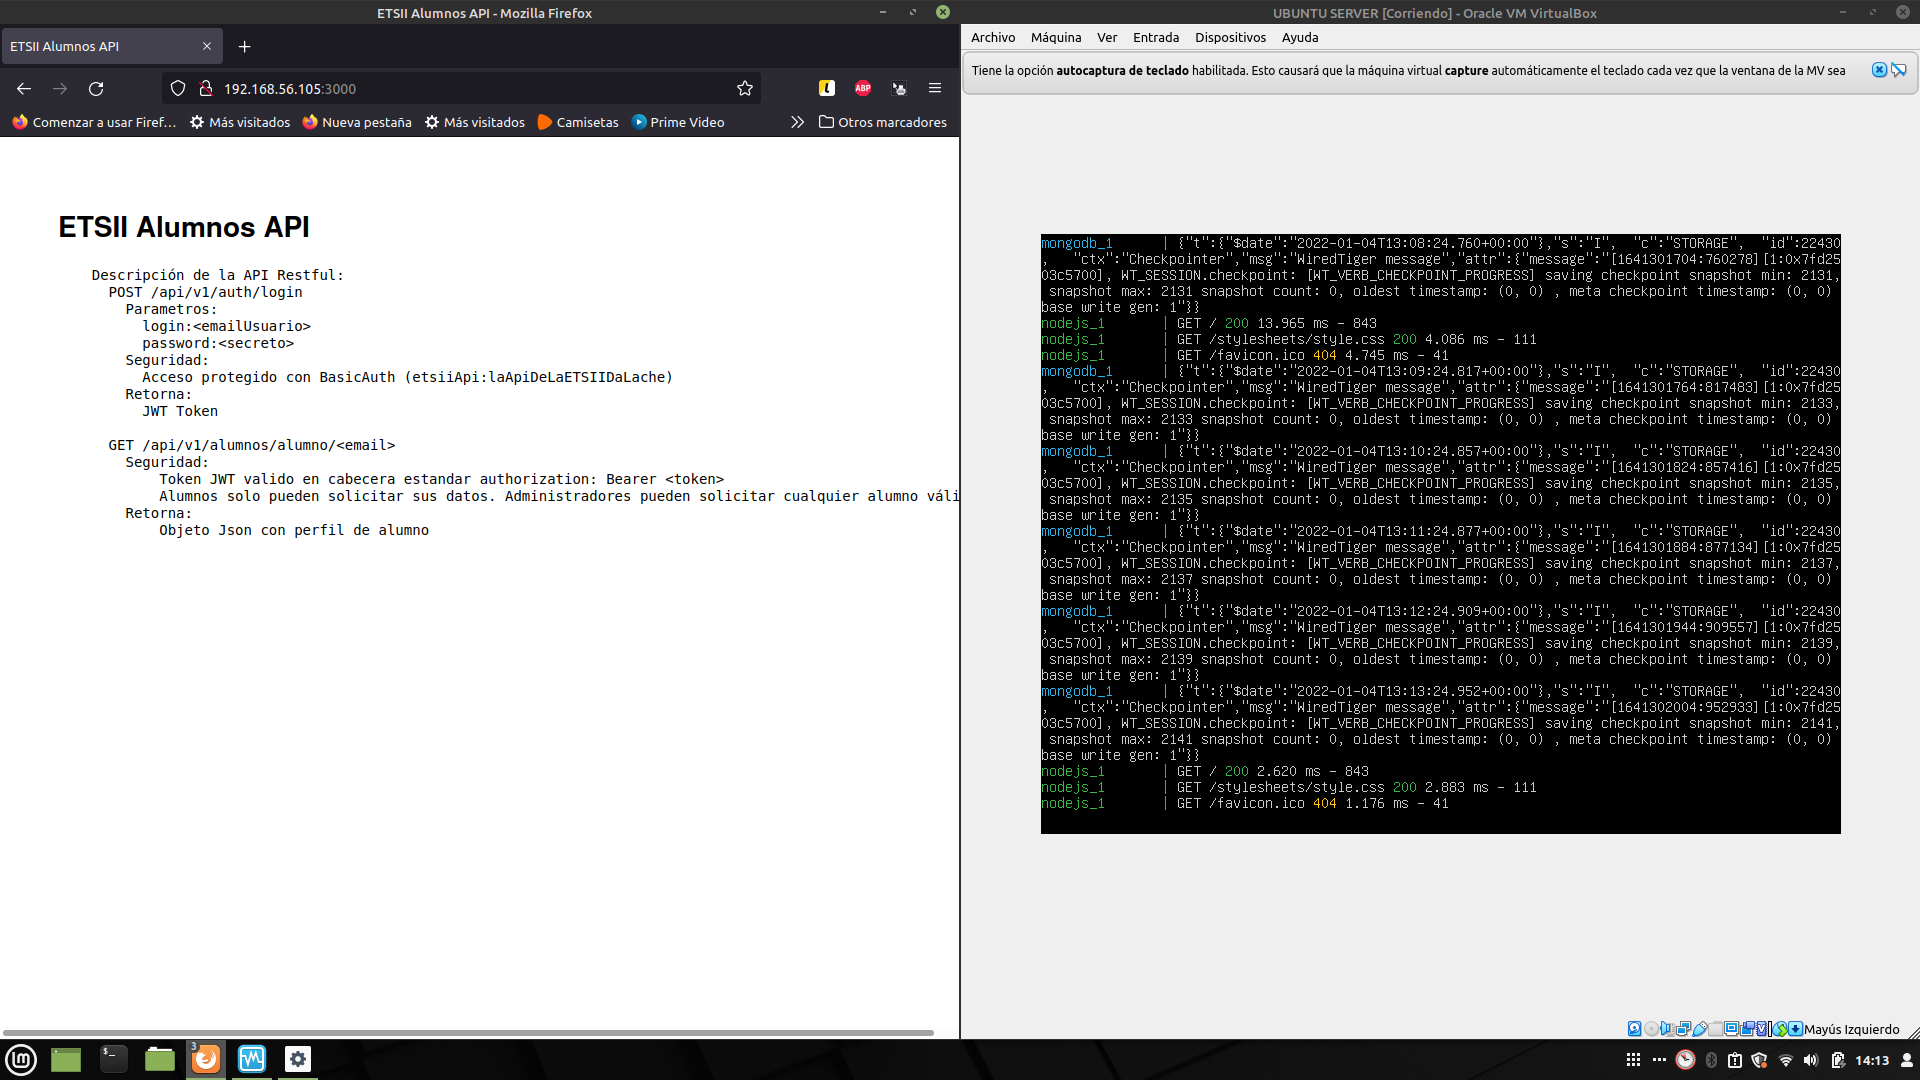 ETSII Alumnos API - Mozilla Firefox
ETSII Alumnos API
192.168.56.105:3000
ABP
Comenzar a usar Firef…
Más visitados
Nueva pestaña
Más visitados
Camisetas
Prime Video
Otros marcadores
ETSII Alumnos API
Descripción de la API Restful:
POST /api/v1/auth/login
Parametros:
login:<emailUsuario>
password:<secreto>
Seguridad:
Acceso protegido con BasicAuth (etsiiApi:laApiDeLaETSIIDaLache)
Retorna:
JWT Token
GET /api/v1/alumnos/alumno/<email>
Seguridad:
Token JWT valido en cabecera estandar authorization: Bearer <token>
Alumnos solo pueden solicitar sus datos. Administradores pueden solicitar cualquier alumno váli
Retorna:
Objeto Json con perfil de alumno
UBUNTU SERVER [Corriendo] - Oracle VM VirtualBox
Archivo Máquina Ver Entrada Dispositivos Ayuda
Tiene la opción autocaptura de teclado habilitada. Esto causará que la máquina virtual capture automáticamente el teclado cada vez que la ventana de la MV sea
mongodb_1 | {"t":{"$date":"2022-01-04T13:08:24.760+00:00"},"s":"I", "c":"STORAGE", "id":22430
, "ctx":"Checkpointer","msg":"WiredTiger message","attr":{"message":"[1641301704:760278][1:0x7fd25
03c5700], WT_SESSION.checkpoint: [WT_VERB_CHECKPOINT_PROGRESS] saving checkpoint snapshot min: 2131,
snapshot max: 2131 snapshot count: 0, oldest timestamp: (0, 0) , meta checkpoint timestamp: (0, 0)
base write gen: 1"}}
nodejs_1 | GET / 200 13.965 ms - 843
nodejs_1 | GET /stylesheets/style.css 200 4.086 ms - 111
nodejs_1 | GET /favicon.ico 404 4.745 ms - 41
mongodb_1 | {"t":{"$date":"2022-01-04T13:09:24.817+00:00"},"s":"I", "c":"STORAGE", "id":22430
, "ctx":"Checkpointer","msg":"WiredTiger message","attr":{"message":"[1641301764:817483][1:0x7fd25
03c5700], WT_SESSION.checkpoint: [WT_VERB_CHECKPOINT_PROGRESS] saving checkpoint snapshot min: 2133,
snapshot max: 2133 snapshot count: 0, oldest timestamp: (0, 0) , meta checkpoint timestamp: (0, 0)
base write gen: 1"}}
mongodb_1 | {"t":{"$date":"2022-01-04T13:10:24.857+00:00"},"s":"I", "c":"STORAGE", "id":22430
, "ctx":"Checkpointer","msg":"WiredTiger message","attr":{"message":"[1641301824:857416][1:0x7fd25
03c5700], WT_SESSION.checkpoint: [WT_VERB_CHECKPOINT_PROGRESS] saving checkpoint snapshot min: 2135,
snapshot max: 2135 snapshot count: 0, oldest timestamp: (0, 0) , meta checkpoint timestamp: (0, 0)
base write gen: 1"}}
mongodb_1 | {"t":{"$date":"2022-01-04T13:11:24.877+00:00"},"s":"I", "c":"STORAGE", "id":22430
, "ctx":"Checkpointer","msg":"WiredTiger message","attr":{"message":"[1641301884:877134][1:0x7fd25
03c5700], WT_SESSION.checkpoint: [WT_VERB_CHECKPOINT_PROGRESS] saving checkpoint snapshot min: 2137,
snapshot max: 2137 snapshot count: 0, oldest timestamp: (0, 0) , meta checkpoint timestamp: (0, 0)
base write gen: 1"}}
mongodb_1 | {"t":{"$date":"2022-01-04T13:12:24.909+00:00"},"s":"I", "c":"STORAGE", "id":22430
, "ctx":"Checkpointer","msg":"WiredTiger message","attr":{"message":"[1641301944:909557][1:0x7fd25
03c5700], WT_SESSION.checkpoint: [WT_VERB_CHECKPOINT_PROGRESS] saving checkpoint snapshot min: 2139,
snapshot max: 2139 snapshot count: 0, oldest timestamp: (0, 0) , meta checkpoint timestamp: (0, 0)
base write gen: 1"}}
mongodb_1 | {"t":{"$date":"2022-01-04T13:13:24.952+00:00"},"s":"I", "c":"STORAGE", "id":22430
, "ctx":"Checkpointer","msg":"WiredTiger message","attr":{"message":"[1641302004:952933][1:0x7fd25
03c5700], WT_SESSION.checkpoint: [WT_VERB_CHECKPOINT_PROGRESS] saving checkpoint snapshot min: 2141,
snapshot max: 2141 snapshot count: 0, oldest timestamp: (0, 0) , meta checkpoint timestamp: (0, 0)
base write gen: 1"}}
nodejs_1 | GET / 200 2.620 ms - 843
nodejs_1 | GET /stylesheets/style.css 200 2.883 ms - 111
nodejs_1 | GET /favicon.ico 404 1.176 ms - 41
Mayús Izquierdo
3
14:13